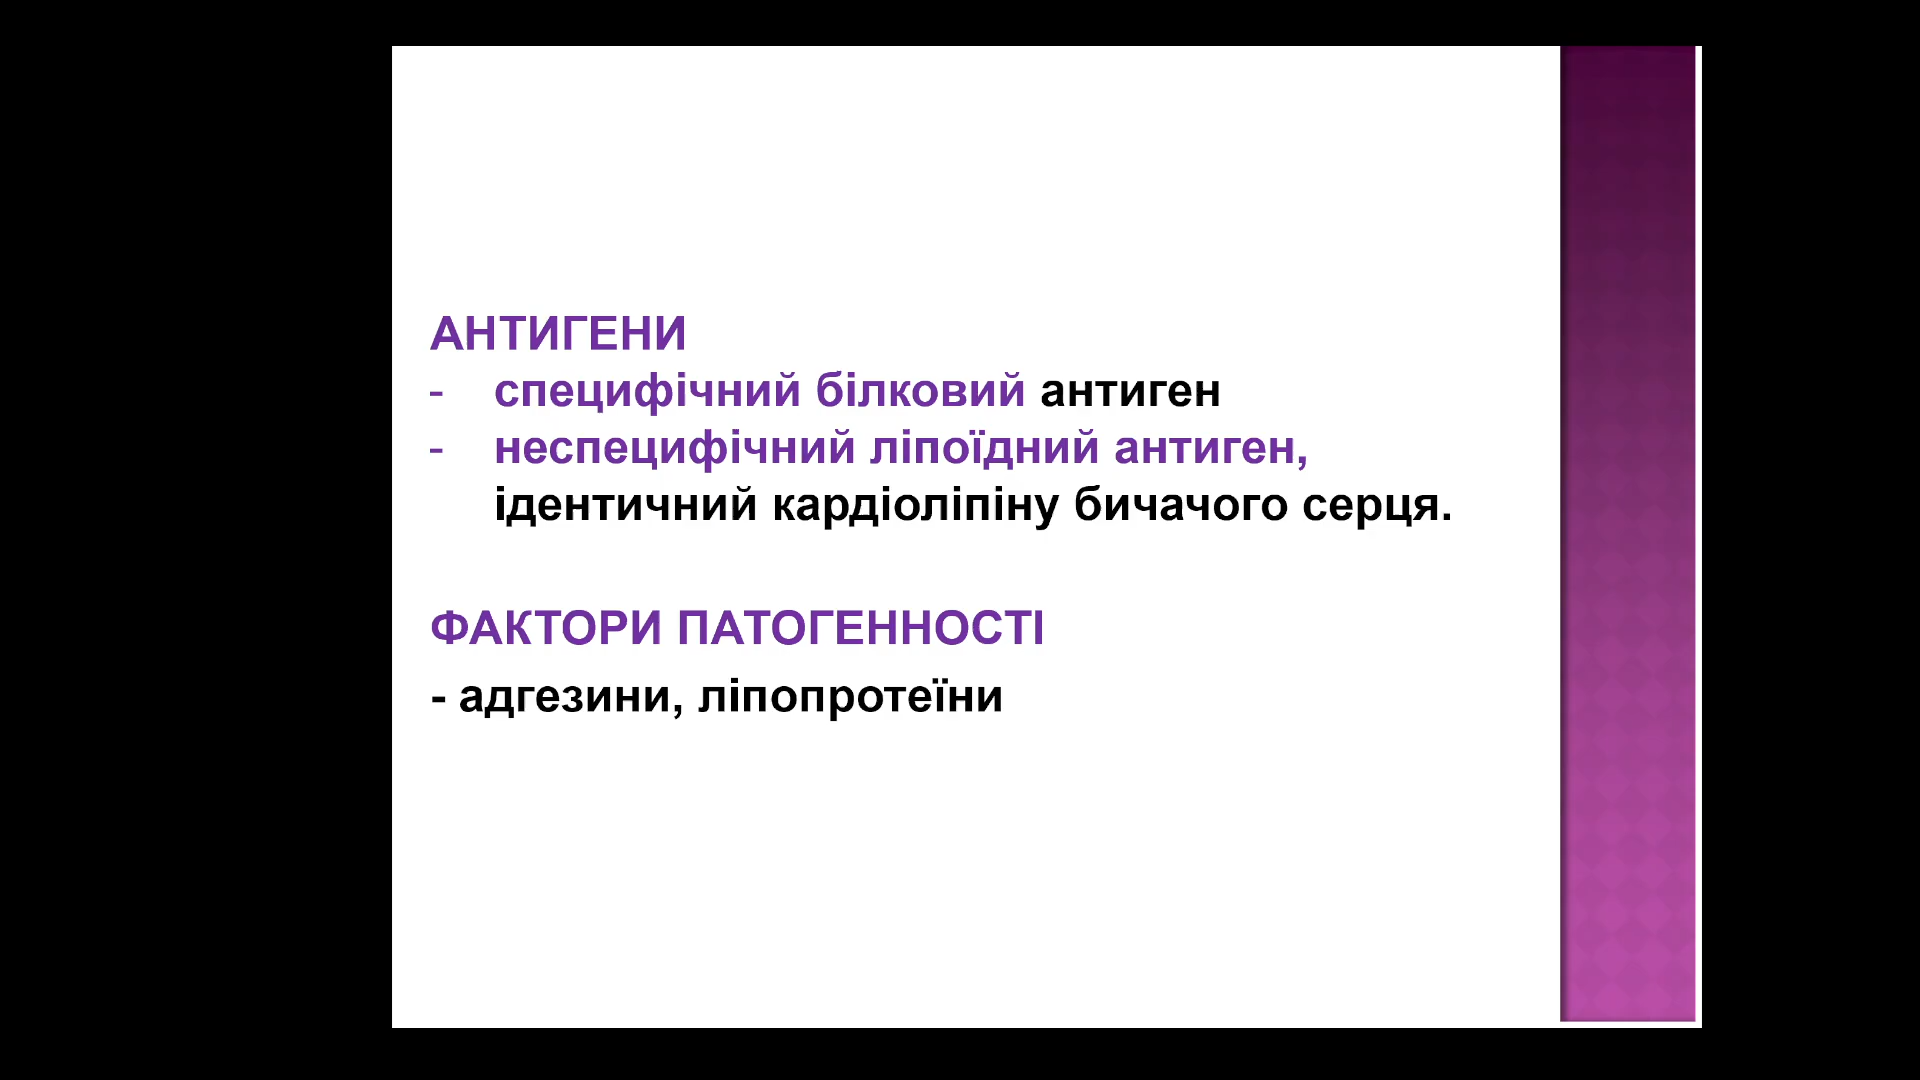 АНТИГЕНИ
- специфічний білковий антиген
- неспецифічний ліпоїдний антиген,
ідентичний кардіоліпіну бичачого серця.
ФАКТОРИ ПАТОГЕННОСТІ
- адгезини, ліпопротеїни